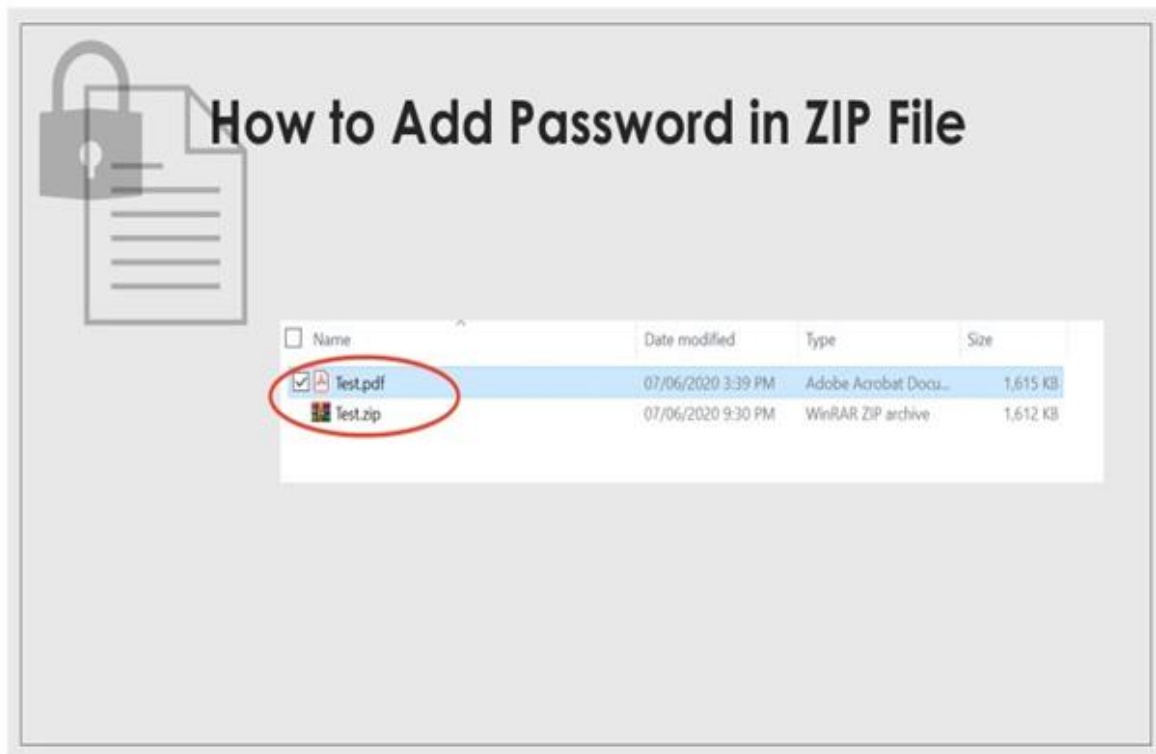 How to Add Password in ZIP File
Name Date modified Type Size
Test.pdf 07/06/2020 3:39 PM Adobe Acrobat Docu... 1,615 KB
Test.zip 07/06/2020 9:30 PM WinRAR ZIP archive 1,612 KB